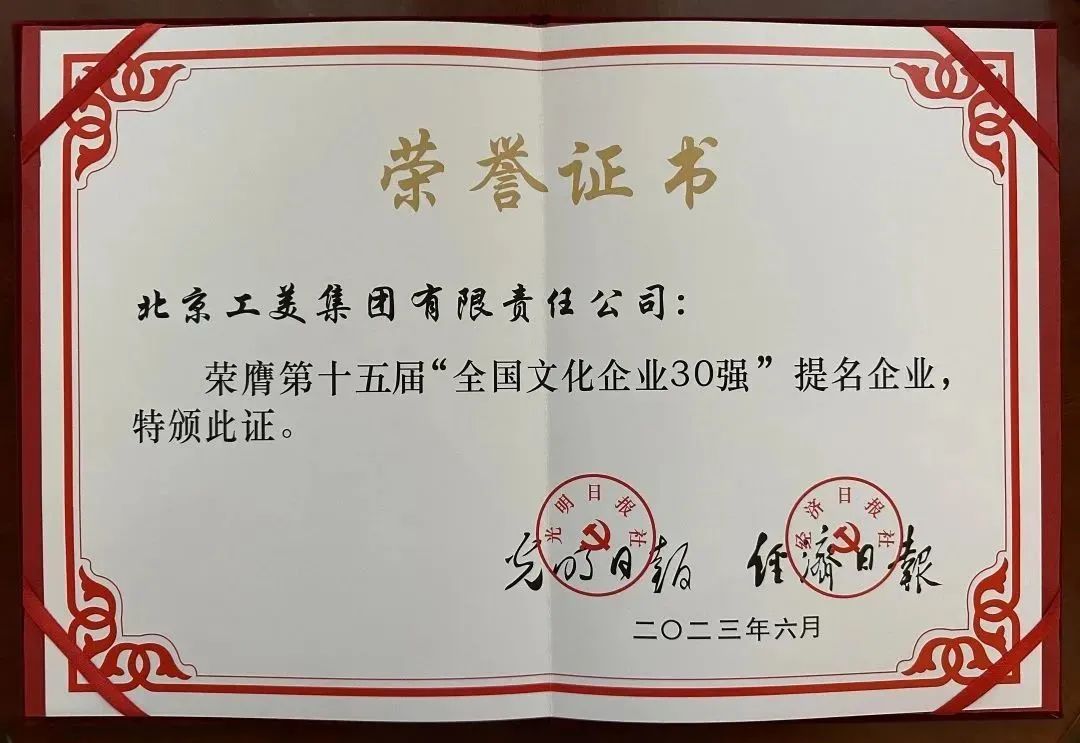 荣誉证书
北京工美集团有限责任公司:
荣膺第十五届“全国文化企业30强”提名企业,
特颁此证。
光明日报社
经济日报社
光明日報 经濟日報
二〇二三年六月